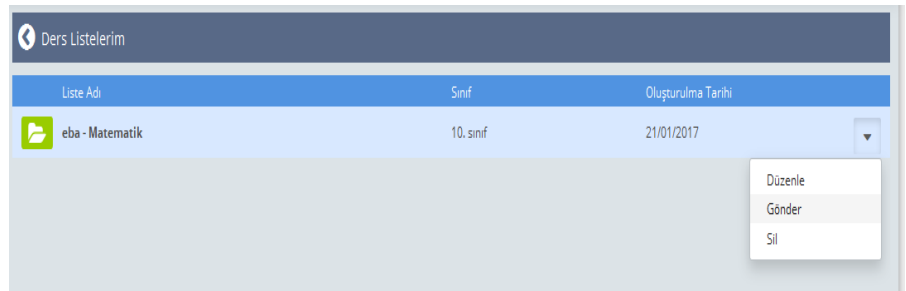 Ders Listelerim
Liste Adı Sınıf Oluşturulma Tarihi
eba - Matematik 10. sınıf 21/01/2017
Düzenle
Gönder
Sil